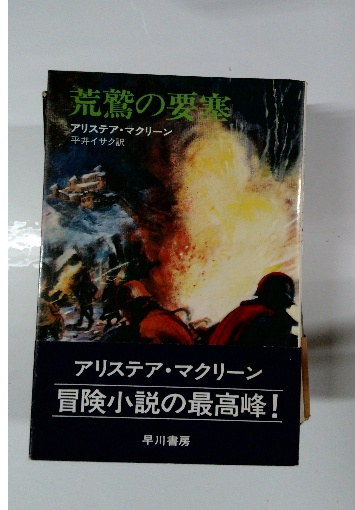 荒鷲の要塞
アリステア・マクリーン
平井イサク訳
アリステア・マクリーン
冒険小説の最高峰!
早川書房